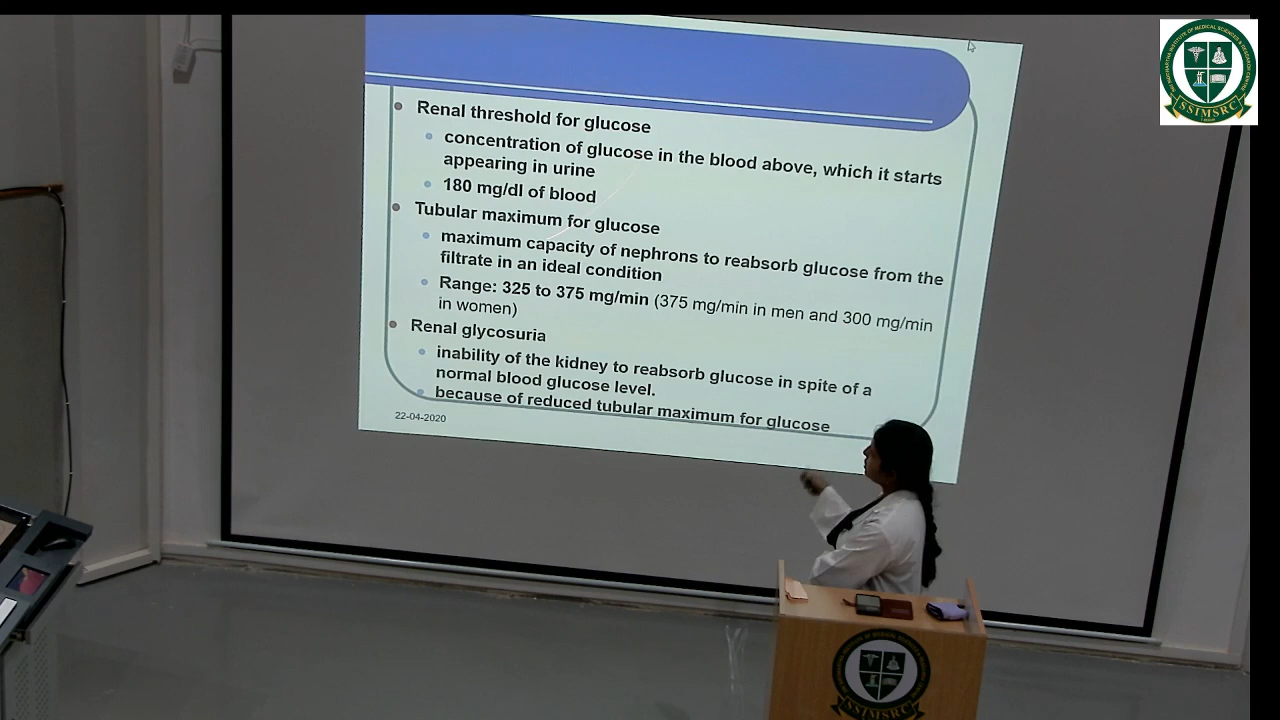 Renal threshold for glucose
concentration of glucose in the blood above, which it starts
appearing in urine
180 mg/dl of blood
Tubular maximum for glucose
maximum capacity of nephrons to reabsorb glucose from the
filtrate in an ideal condition
Range: 325 to 375 mg/min (375 mg/min in men and 300 mg/min
in women)
Renal glycosuria
inability of the kidney to reabsorb glucose in spite of a
normal blood glucose level.
because of reduced tubular maximum for glucose
22-04-2020
SSIMSRC
SSIMSRC